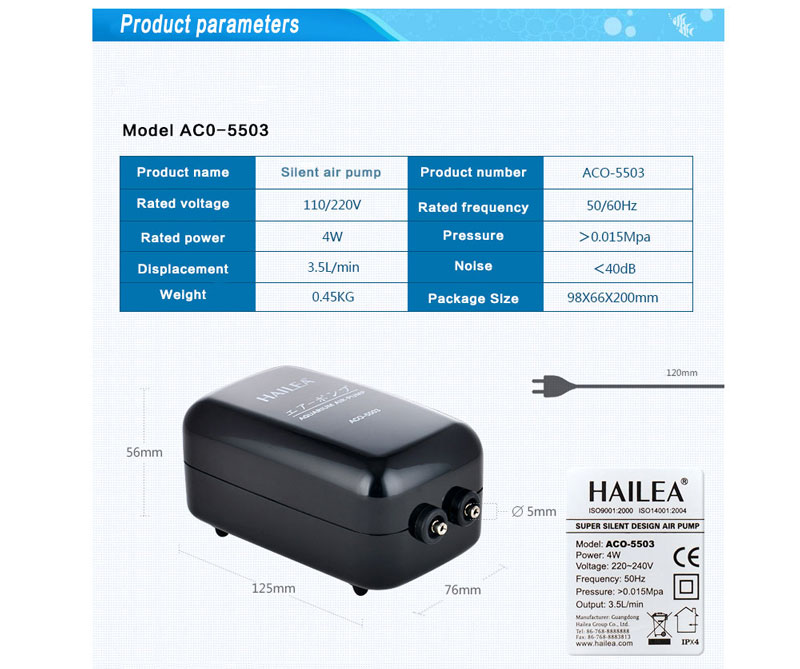 Product parameters
Model AC0-5503
Product name Silent air pump Product number ACO-5503
Rated voltage 110/220V Rated frequency 50/60Hz
Rated power 4W Pressure >0.015Mpa
Displacement 3.5L/min Noise <40dB
Weight 0.45KG Package Size 98X66X200mm
120mm
HAILEA
エアーポンプ
AQUARIUM AIR-PUMP
ACO-5503
56mm
Ø 5mm
125mm
76mm
HAILEA®
ISO9001:2000 ISO14001:2004
SUPER SILENT DESIGN AIR PUMP
Model: ACO-5503
Power: 4W
Voltage: 220~240V
Frequency: 50Hz
Pressure: >0.015Mpa
Output: 3.5L/min
CE
Manufacturer: Guangdong
Hailea Group Co., Ltd.
Tel: 86-768-8888888
Fax: 86-768-8883813
www.hailea.com
IPX4